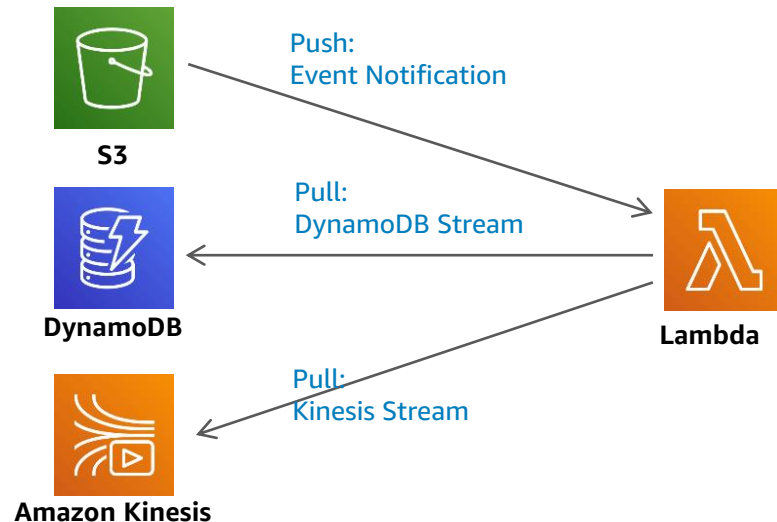 Push:
Event Notification
S3
Pull:
DynamoDB Stream
DynamoDB
Lambda
Pull:
Kinesis Stream
Amazon Kinesis